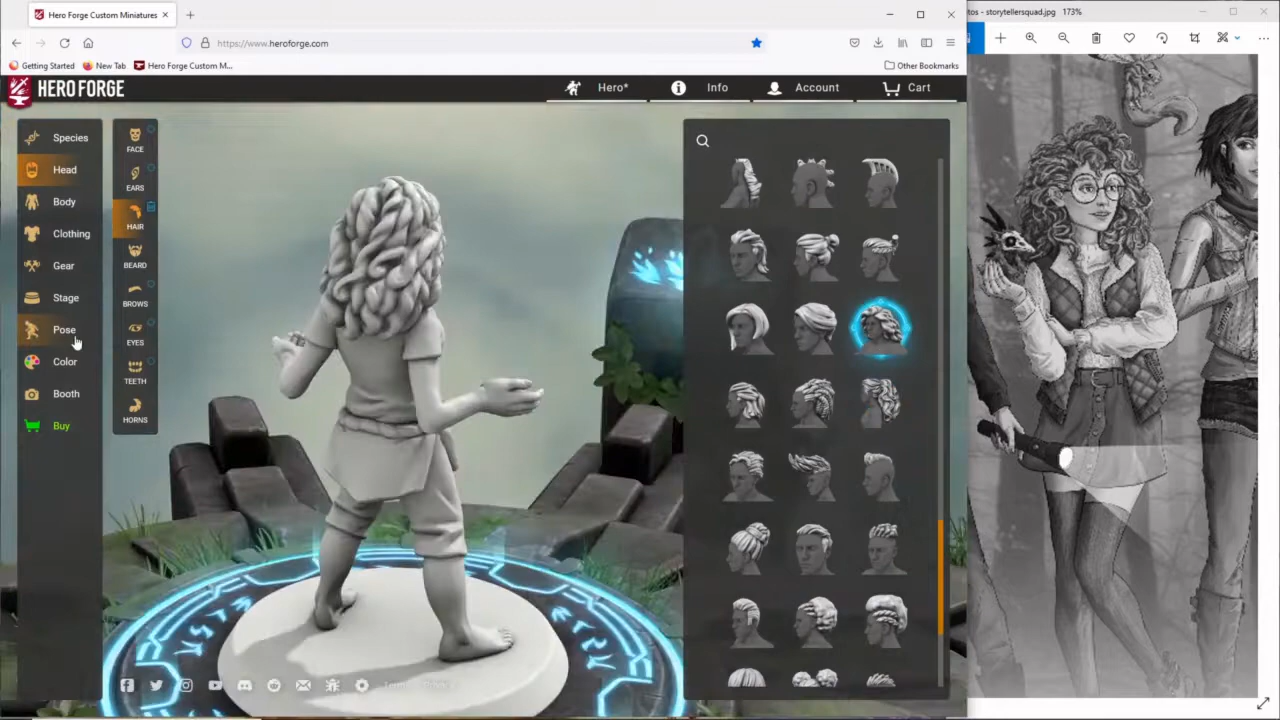 Hero Forge Custom Miniatures
tos - storytellersquad.jpg 173%
https://www.heroforge.com
Getting Started
New Tab
Hero Forge Custom M...
Other Bookmarks
HERO FORGE
Hero*
Info
Account
Cart
Species
Head
Body
Clothing
Gear
Stage
Pose
Color
Booth
Buy
FACE
EARS
HAIR
BEARD
BROWS
EYES
TEETH
HORNS